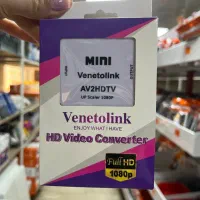 MINI
Venetolink
AV2HDTV
UP Scaler 1080P
Venetolink
ENJOY WHAT I HAVE
HD Video Converter
Full HD
1080p